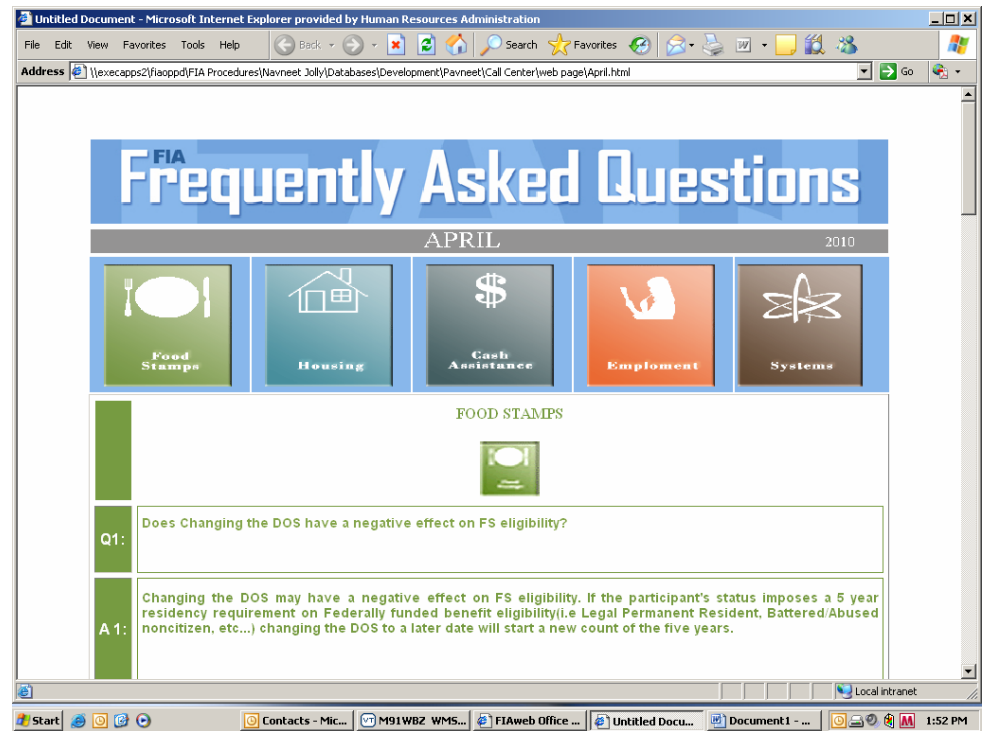 Untitled Document - Microsoft Internet Explorer provided by Human Resources Administration
File Edit View Favorites Tools Help Back Search Favorites
Address \\execapps2\fiaoppd\FIA Procedures\Navneet Jolly\Databases\Development\Pavneet\Call Center\web page\April.html Go
FIA
Frequently Asked Questions
APRIL 2010
Food Stamps
Housing
Cash Assistance
Emploment
Systems
FOOD STAMPS
Q1: Does Changing the DOS have a negative effect on FS eligibility?
A 1: Changing the DOS may have a negative effect on FS eligibility. If the participant's status imposes a 5 year
residency requirement on Federally funded benefit eligibility(i.e Legal Permanent Resident, Battered/Abused
noncitizen, etc...) changing the DOS to a later date will start a new count of the five years.
Local intranet
Start Contacts - Mic... M91WBZ WMS... FIAweb Office ... Untitled Docu... Document1 - ... 1:52 PM